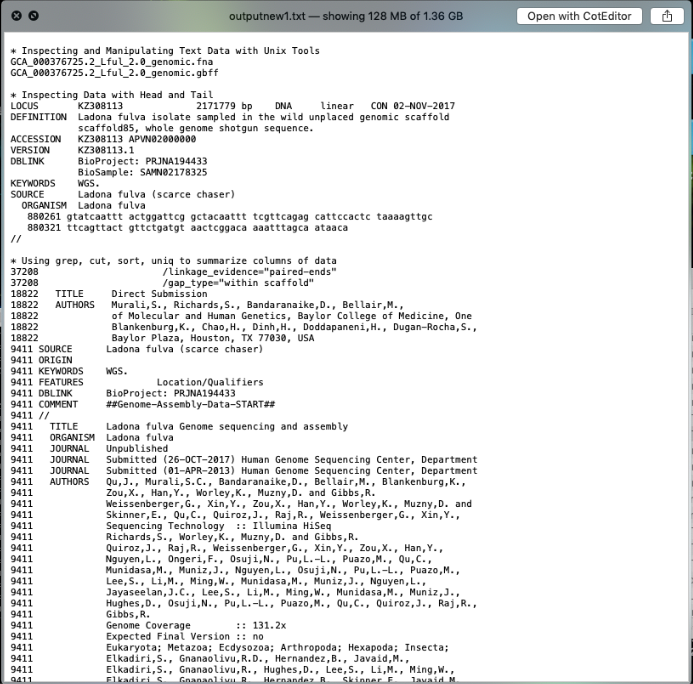 outputnew1.txt — showing 128 MB of 1.36 GB
Open with CotEditor
* Inspecting and Manipulating Text Data with Unix Tools
GCA_000376725.2_Lful_2.0_genomic.fna
GCA_000376725.2_Lful_2.0_genomic.gbff
* Inspecting Data with Head and Tail
LOCUS KZ308113 2171779 bp DNA linear CON 02-NOV-2017
DEFINITION Ladona fulva isolate sampled in the wild unplaced genomic scaffold
scaffold85, whole genome shotgun sequence.
ACCESSION KZ308113 APVN02000000
VERSION KZ308113.1
DBLINK BioProject: PRJNA194433
BioSample: SAMN02178325
KEYWORDS WGS.
SOURCE Ladona fulva (scarce chaser)
ORGANISM Ladona fulva
880261 gtatcaattt actggattcg gctacaattt tcgttcagag cattccactc taaaagttgc
880321 ttcagttact gttctgatgt aactcggaca aaatttagca ataaca
//
* Using grep, cut, sort, uniq to summarize columns of data
37208 /linkage_evidence="paired-ends"
37208 /gap_type="within scaffold"
18822 TITLE Direct Submission
18822 AUTHORS Murali,S., Richards,S., Bandaranaike,D., Bellair,M.,
18822 of Molecular and Human Genetics, Baylor College of Medicine, One
18822 Blankenburg,K., Chao,H., Dinh,H., Doddapaneni,H., Dugan-Rocha,S.,
18822 Baylor Plaza, Houston, TX 77030, USA
9411 SOURCE Ladona fulva (scarce chaser)
9411 ORIGIN
9411 KEYWORDS WGS.
9411 FEATURES Location/Qualifiers
9411 DBLINK BioProject: PRJNA194433
9411 COMMENT ##Genome-Assembly-Data-START##
9411 //
9411 TITLE Ladona fulva Genome sequencing and assembly
9411 ORGANISM Ladona fulva
9411 JOURNAL Unpublished
9411 JOURNAL Submitted (26-OCT-2017) Human Genome Sequencing Center, Department
9411 JOURNAL Submitted (01-APR-2013) Human Genome Sequencing Center, Department
9411 AUTHORS Qu,J., Murali,S.C., Bandaranaike,D., Bellair,M., Blankenburg,K.,
9411 Zou,X., Han,Y., Worley,K., Muzny,D. and Gibbs,R.
9411 Weissenberger,G., Xin,Y., Zou,X., Han,Y., Worley,K., Muzny,D. and
9411 Skinner,E., Qu,C., Quiroz,J., Raj,R., Weissenberger,G., Xin,Y.,
9411 Sequencing Technology :: Illumina HiSeq
9411 Richards,S., Worley,K., Muzny,D. and Gibbs,R.
9411 Quiroz,J., Raj,R., Weissenberger,G., Xin,Y., Zou,X., Han,Y.,
9411 Nguyen,L., Ongeri,F., Osuji,N., Pu,L.-L., Puazo,M., Qu,C.,
9411 Munidasa,M., Muniz,J., Nguyen,L., Osuji,N., Pu,L.-L., Puazo,M.,
9411 Lee,S., Li,M., Ming,W., Munidasa,M., Muniz,J., Nguyen,L.,
9411 Jayaseelan,J.C., Lee,S., Li,M., Ming,W., Munidasa,M., Muniz,J.,
9411 Hughes,D., Osuji,N., Pu,L.-L., Puazo,M., Qu,C., Quiroz,J., Raj,R.,
9411 Gibbs,R.
9411 Genome Coverage :: 131.2x
9411 Expected Final Version :: no
9411 Eukaryota; Metazoa; Ecdysozoa; Arthropoda; Hexapoda; Insecta;
9411 Elkadiri,S., Gnanaolivu,R.D., Hernandez,B., Javaid,M.,
9411 Elkadiri,S., Gnanaolivu,R., Hughes,D., Lee,S., Li,M., Ming,W.,
9411 Elkadiri,S., Gnanaolivu,R., Hernandez,B., Skinner,E., Javaid,M.,